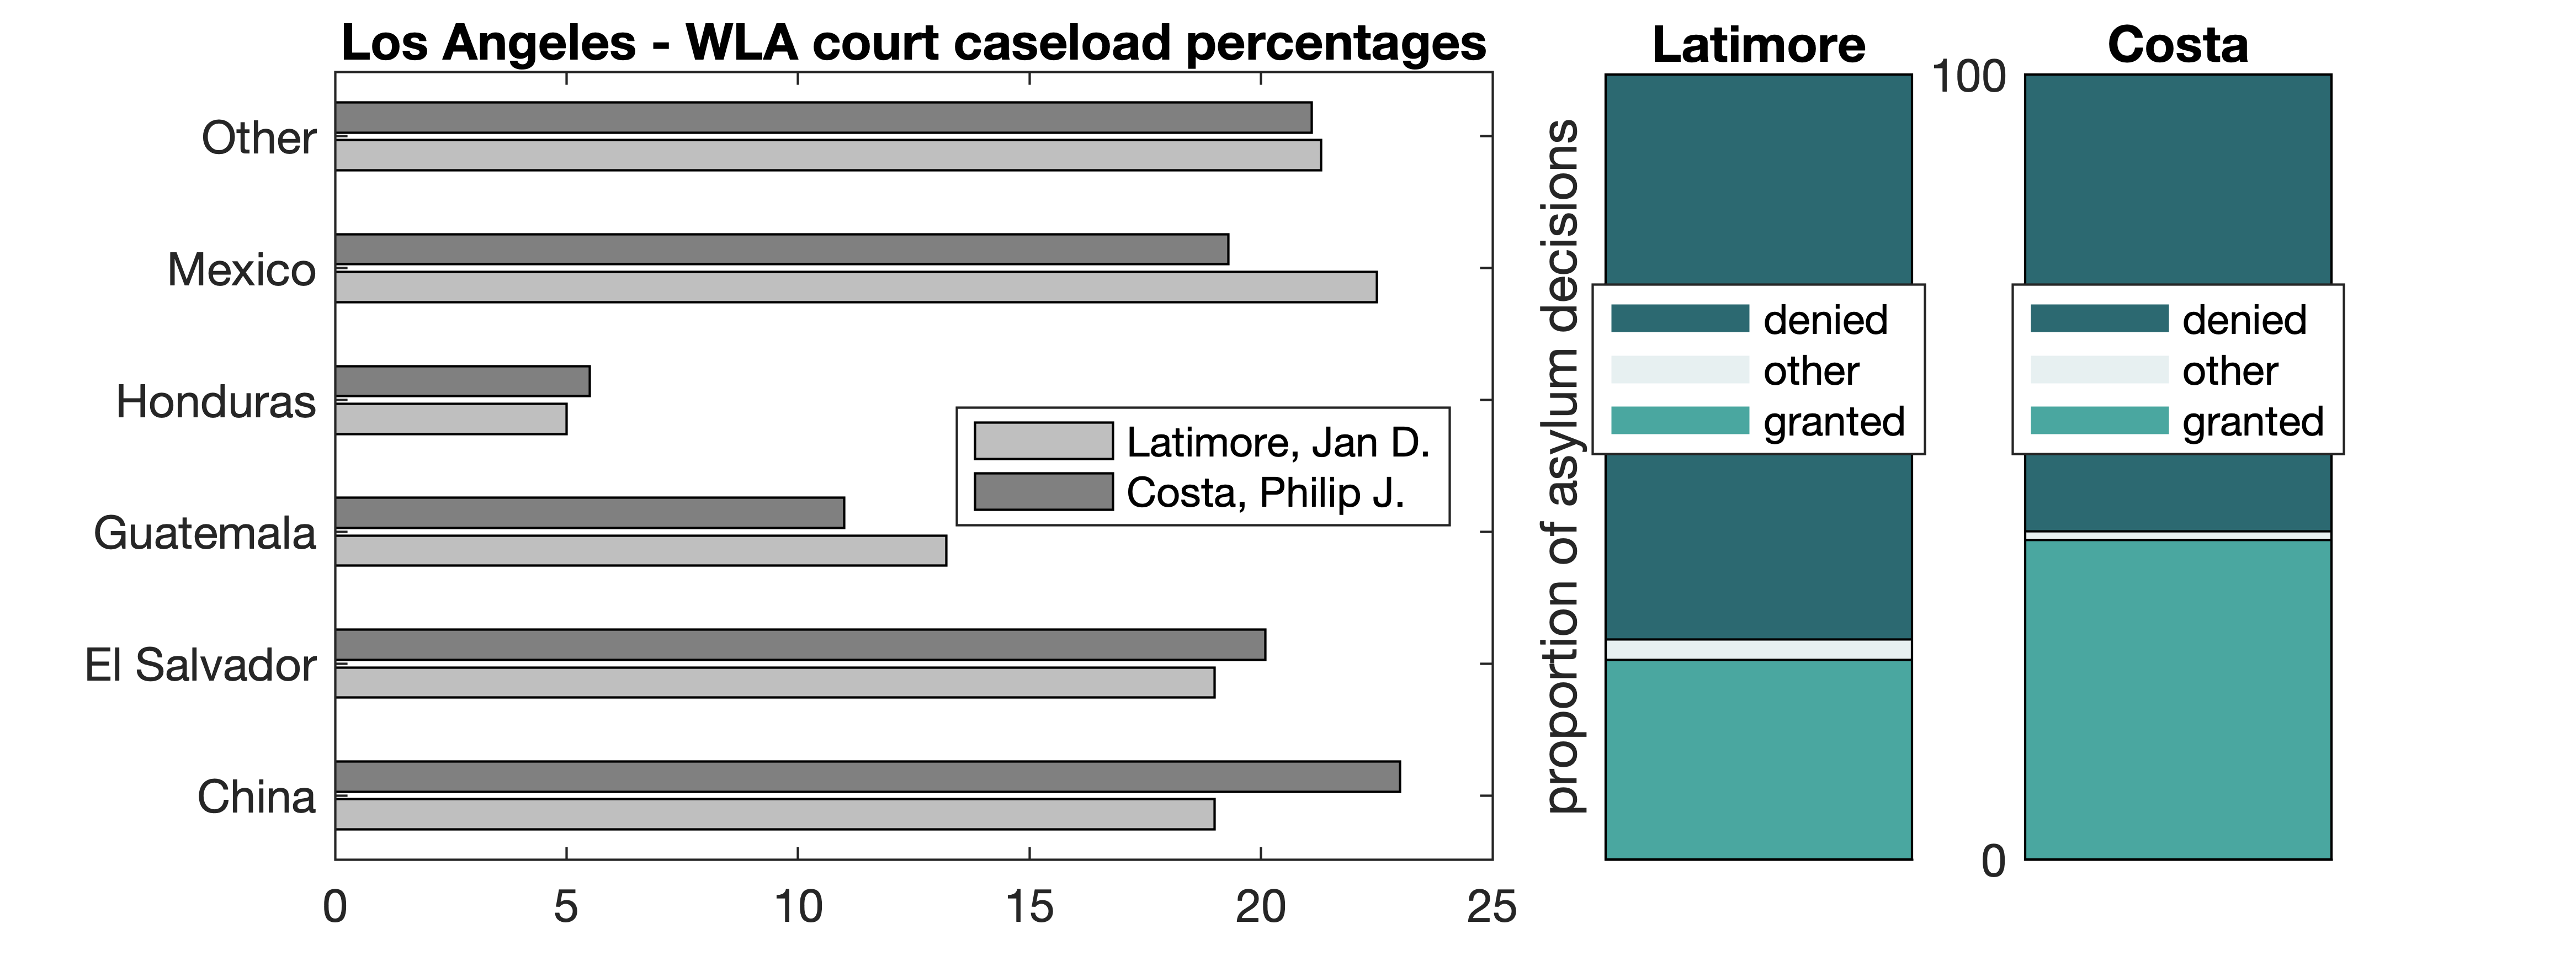 Los Angeles - WLA court caseload percentages
Other
Mexico
Honduras
Guatemala
El Salvador
China
0 5 10 15 20 25
Latimore, Jan D.
Costa, Philip J.
proportion of asylum decisions
Latimore
denied
other
granted
100
0
Costa
denied
other
granted